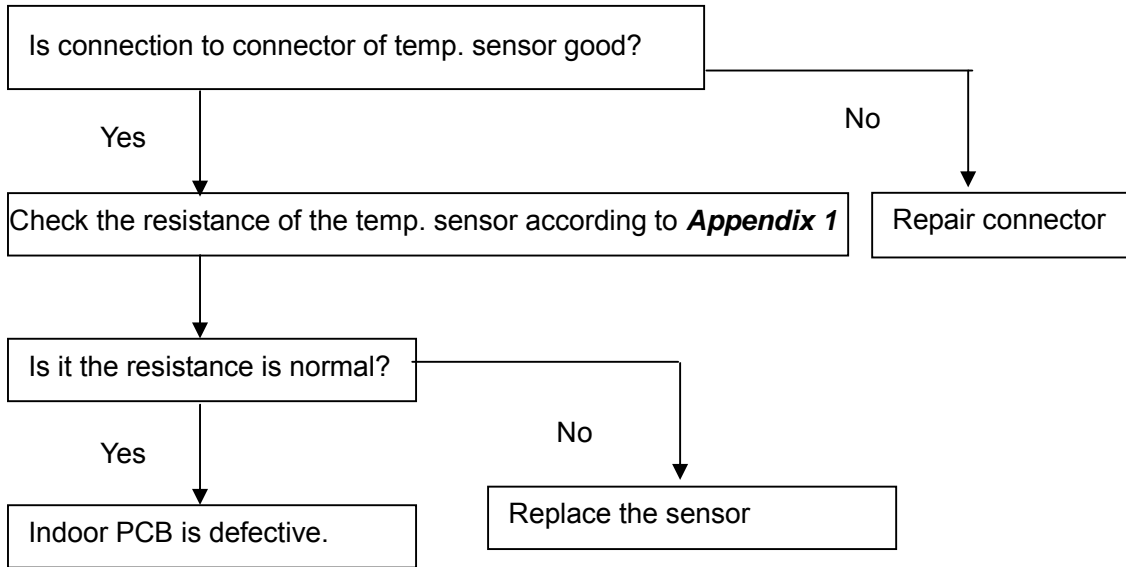 Is connection to connector of temp. sensor good?
Yes
No
Check the resistance of the temp. sensor according to Appendix 1
Repair connector
Is it the resistance is normal?
Yes
No
Indoor PCB is defective.
Replace the sensor